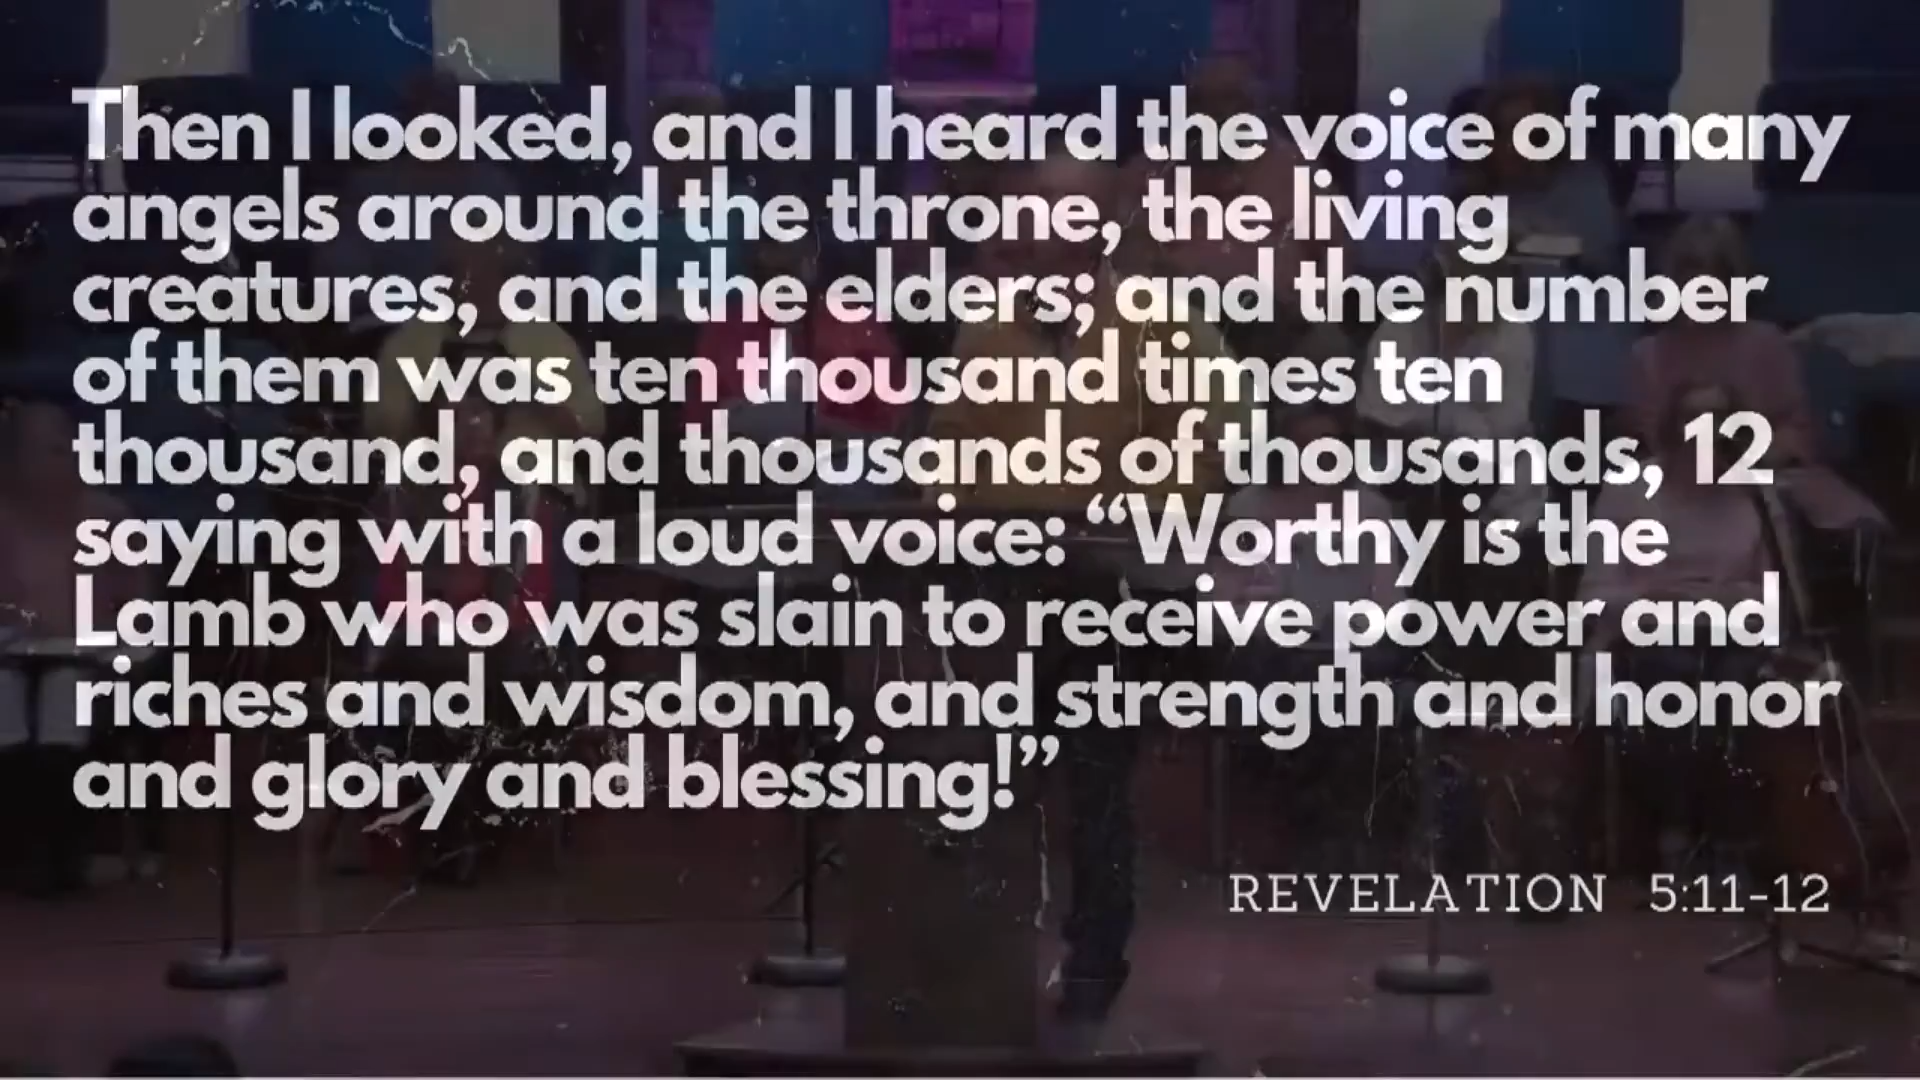 Then I looked, and I heard the voice of many
angels around the throne, the living
creatures, and the elders; and the number
of them was ten thousand times ten
thousand, and thousands of thousands, 12
saying with a loud voice: “Worthy is the
Lamb who was slain to receive power and
riches and wisdom, and strength and honor
and glory and blessing!”
REVELATION 5:11-12